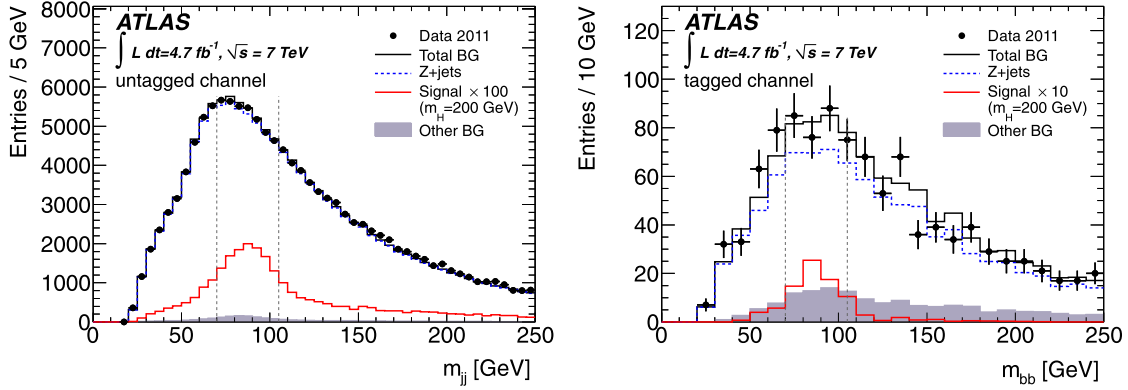 ATLAS
∫ L dt=4.7 fb⁻¹, √s = 7 TeV
untagged channel
Data 2011
Total BG
Z+jets
Signal × 100
(m_H=200 GeV)
Other BG
Entries / 5 GeV
8000
7000
6000
5000
4000
3000
2000
1000
0
0 50 100 150 200 250
m_jj [GeV]
ATLAS
∫ L dt=4.7 fb⁻¹, √s = 7 TeV
tagged channel
Data 2011
Total BG
Z+jets
Signal × 10
(m_H=200 GeV)
Other BG
Entries / 10 GeV
120
100
80
60
40
20
0
0 50 100 150 200 250
m_bb [GeV]